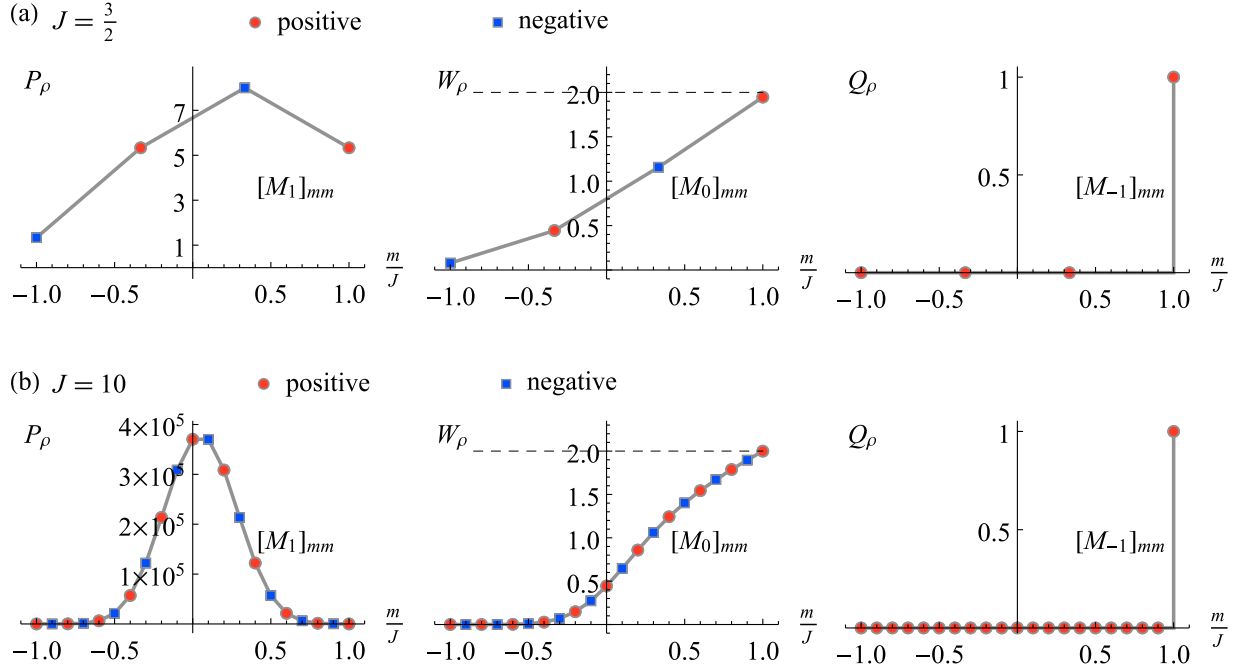 (a) J = 3/2 positive negative
P_ρ
7
5
3
1
[M_1]_mm
m/J
−1.0 −0.5 0.5 1.0
W_ρ
2.0
1.5
1.0
0.5
[M_0]_mm
m/J
−1.0 −0.5 0.5 1.0
Q_ρ
1
0.5
[M_−1]_mm
m/J
−1.0 −0.5 0.5 1.0
(b) J = 10 positive negative
P_ρ
4×10^5
3×10^5
2×10^5
1×10^5
[M_1]_mm
m/J
−1.0 −0.5 0.5 1.0
W_ρ
2.0
1.5
1.0
0.5
[M_0]_mm
m/J
−1.0 −0.5 0.5 1.0
Q_ρ
1
0.5
[M_−1]_mm
m/J
−1.0 −0.5 0.5 1.0